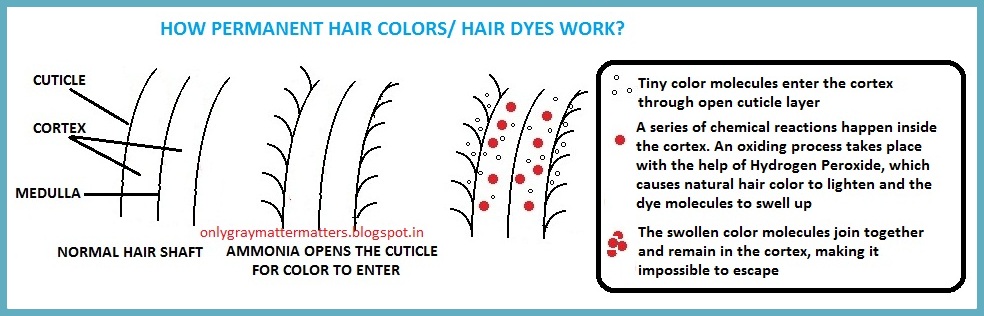 HOW PERMANENT HAIR COLORS/ HAIR DYES WORK?
CUTICLE
CORTEX
MEDULLA
onlygraymattermatters.blogspot.in
NORMAL HAIR SHAFT
AMMONIA OPENS THE CUTICLE
FOR COLOR TO ENTER
Tiny color molecules enter the cortex
through open cuticle layer
A series of chemical reactions happen inside
the cortex. An oxiding process takes place
with the help of Hydrogen Peroxide, which
causes natural hair color to lighten and the
dye molecules to swell up
The swollen color molecules join together
and remain in the cortex, making it
impossible to escape